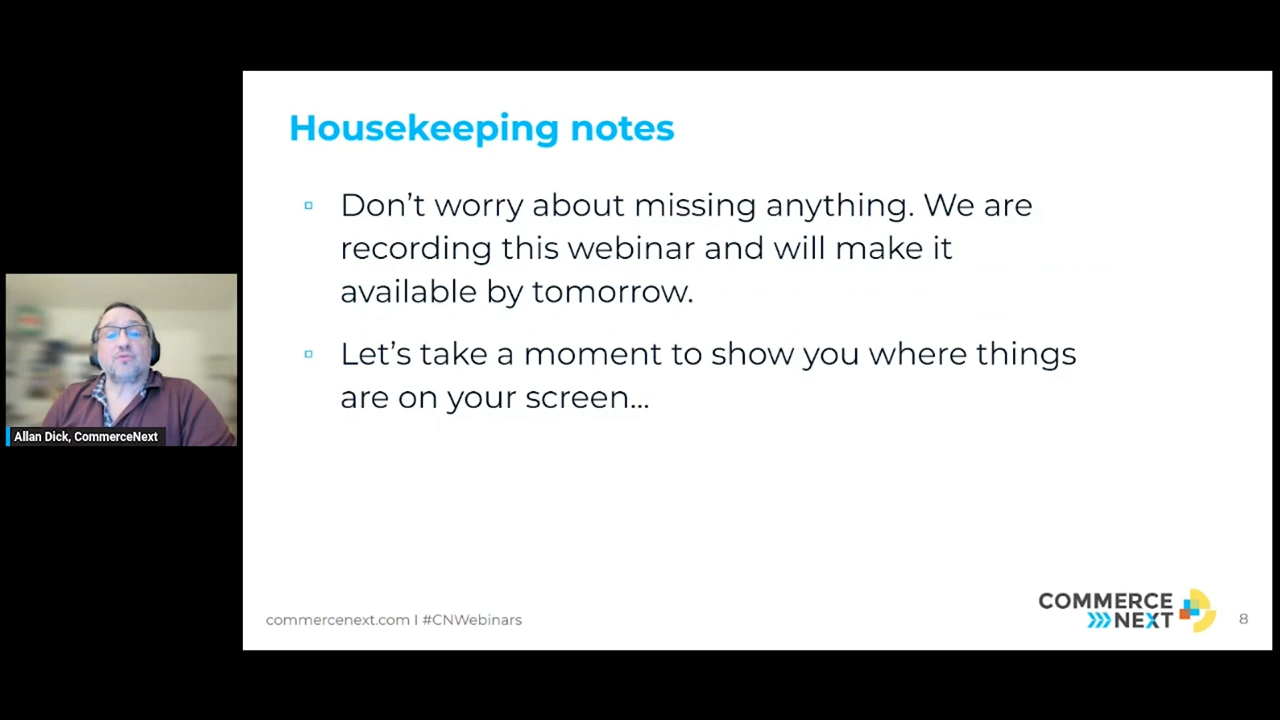 Housekeeping notes
Don’t worry about missing anything. We are
recording this webinar and will make it
available by tomorrow.
Let’s take a moment to show you where things
are on your screen...
Allan Dick, CommerceNext
commercenext.com I #CNWebinars
COMMERCE
NEXT
8